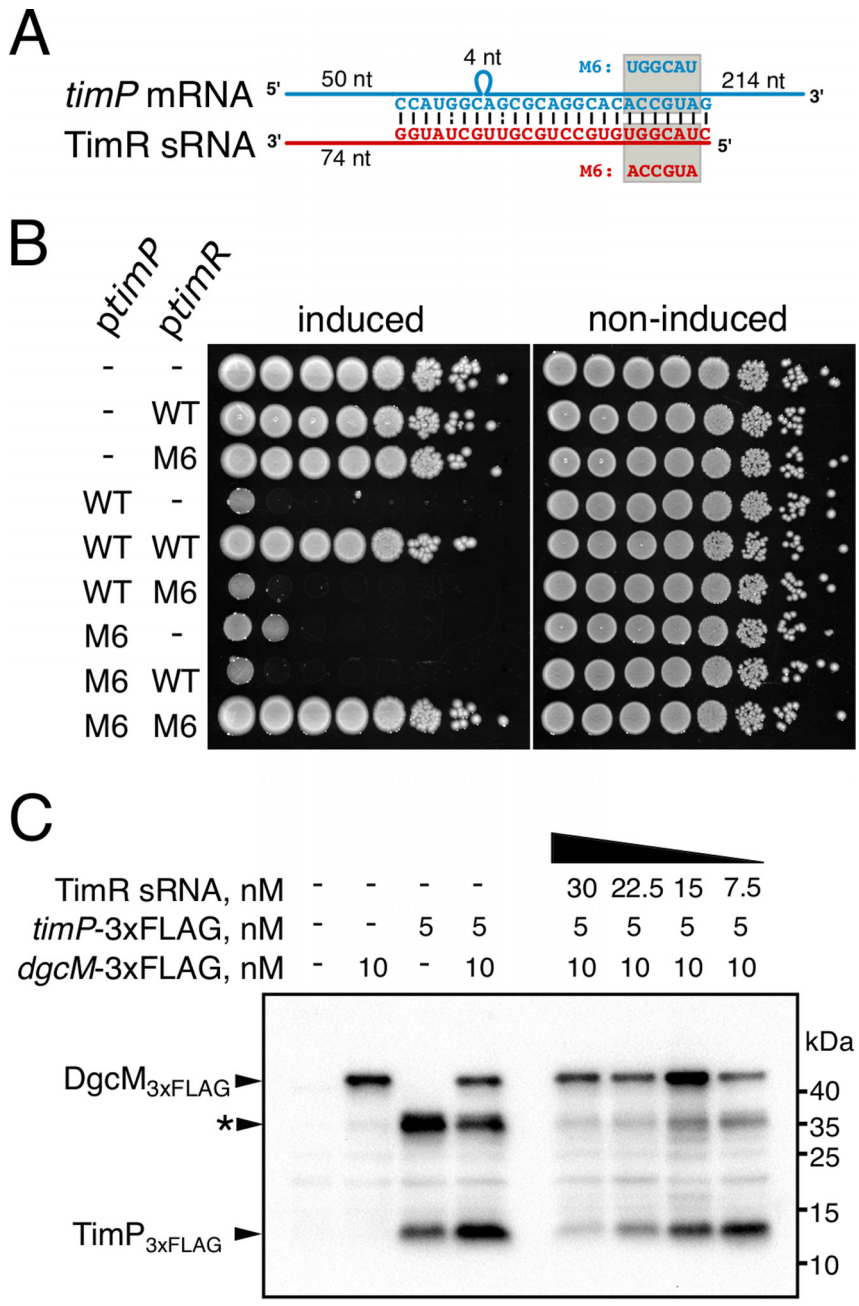 A
4 nt
M6: UGGCAU
5' 50 nt 214 nt 3'
timP mRNA
CCAUGGCAGCGCAGGCACACCGUAG
TimR sRNA
3' GGUAUCGUUGCGUCCGUGUGGCAUC 5'
74 nt
M6: ACCGUA
B
ptimP ptimR
induced non-induced
- -
- WT
- M6
WT -
WT WT
WT M6
M6 -
M6 WT
M6 M6
C
TimR sRNA, nM - - - - 30 22.5 15 7.5
timP-3xFLAG, nM - - 5 5 5 5 5 5
dgcM-3xFLAG, nM - 10 - 10 10 10 10 10
kDa
DgcM3xFLAG
40
* 35
25
15
TimP3xFLAG
10